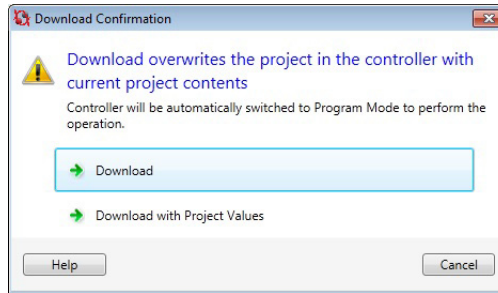 Download Confirmation
Download overwrites the project in the controller with
current project contents
Controller will be automatically switched to Program Mode to perform the
operation.
Download
Download with Project Values
Help
Cancel